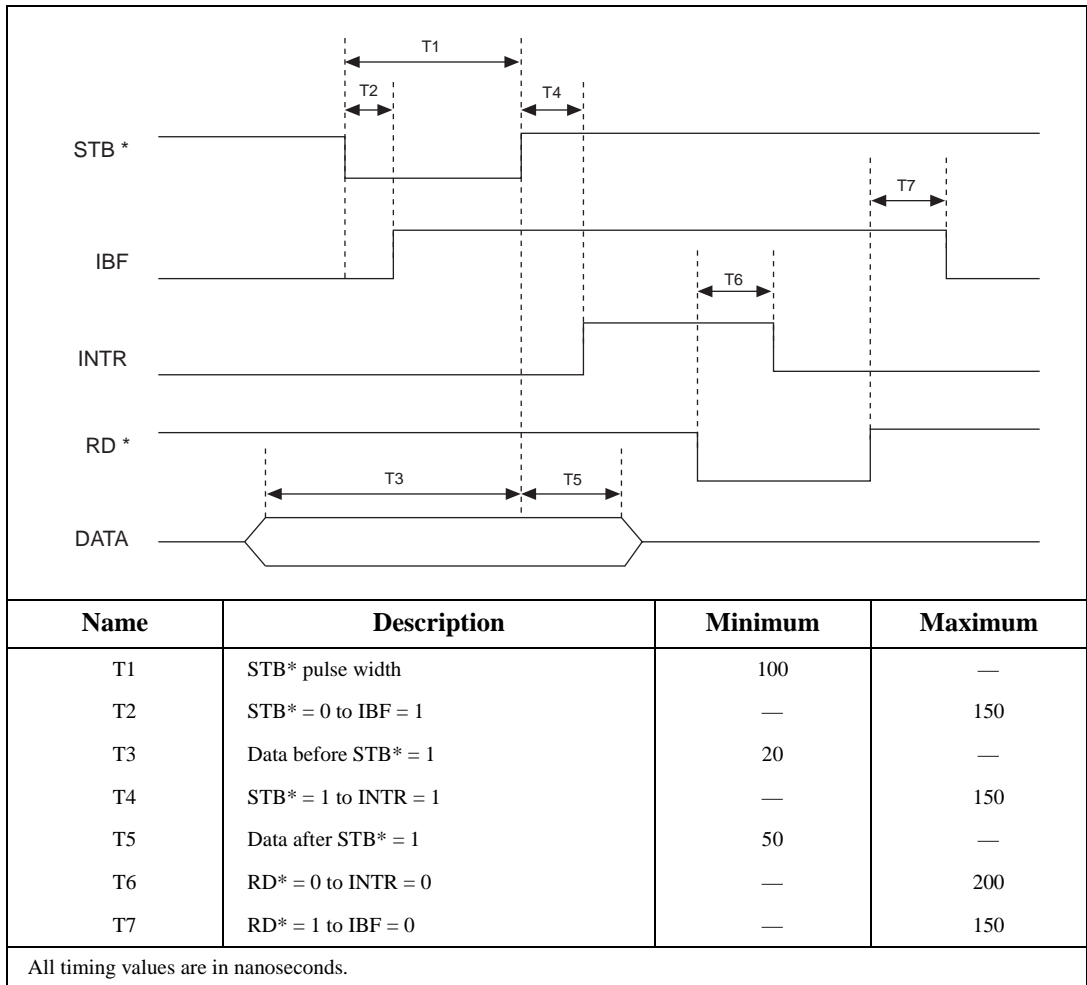 T1
T2
T4
STB *
T7
IBF
T6
INTR
RD *
T3
T5
DATA
Name Description Minimum Maximum
T1 STB* pulse width 100 —
T2 STB* = 0 to IBF = 1 — 150
T3 Data before STB* = 1 20 —
T4 STB* = 1 to INTR = 1 — 150
T5 Data after STB* = 1 50 —
T6 RD* = 0 to INTR = 0 — 200
T7 RD* = 1 to IBF = 0 — 150
All timing values are in nanoseconds.